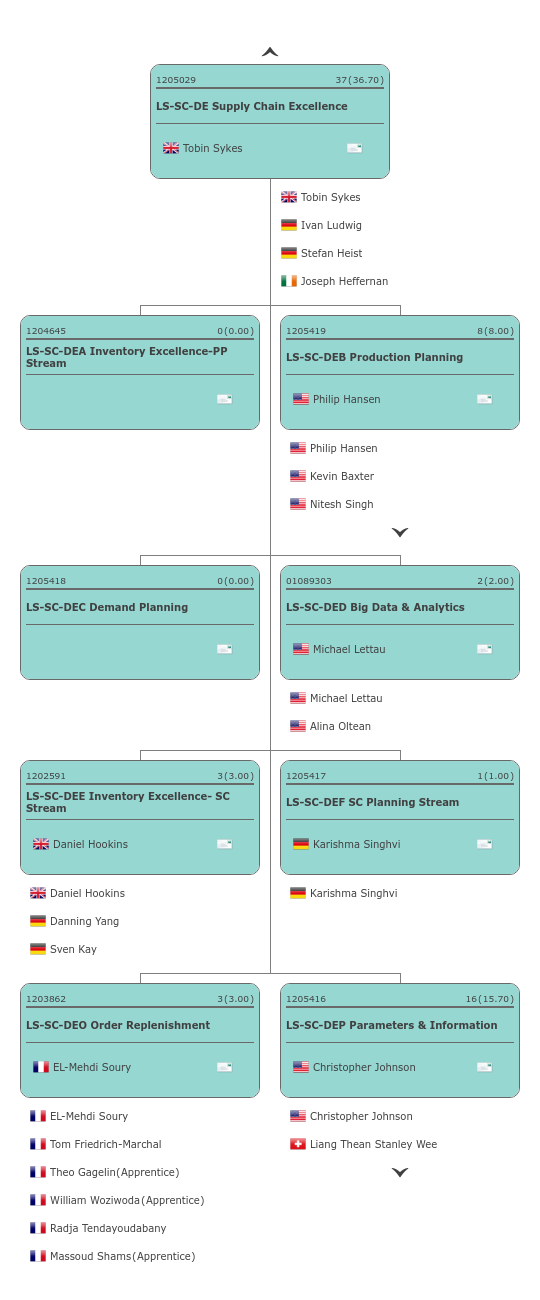 1205029 37(36.70)
LS-SC-DE Supply Chain Excellence
Tobin Sykes
Tobin Sykes
Ivan Ludwig
Stefan Heist
Joseph Heffernan
1204645 0(0.00)
LS-SC-DEA Inventory Excellence-PP
Stream
1205419 8(8.00)
LS-SC-DEB Production Planning
Philip Hansen
Philip Hansen
Kevin Baxter
Nitesh Singh
1205418 0(0.00)
LS-SC-DEC Demand Planning
01089303 2(2.00)
LS-SC-DED Big Data & Analytics
Michael Lettau
Michael Lettau
Alina Oltean
1202591 3(3.00)
LS-SC-DEE Inventory Excellence- SC
Stream
Daniel Hookins
Daniel Hookins
Danning Yang
Sven Kay
1205417 1(1.00)
LS-SC-DEF SC Planning Stream
Karishma Singhvi
Karishma Singhvi
1203862 3(3.00)
LS-SC-DEO Order Replenishment
EL-Mehdi Soury
EL-Mehdi Soury
Tom Friedrich-Marchal
Theo Gagelin(Apprentice)
William Woziwoda(Apprentice)
Radja Tendayoudabany
Massoud Shams(Apprentice)
1205416 16(15.70)
LS-SC-DEP Parameters & Information
Christopher Johnson
Christopher Johnson
Liang Thean Stanley Wee